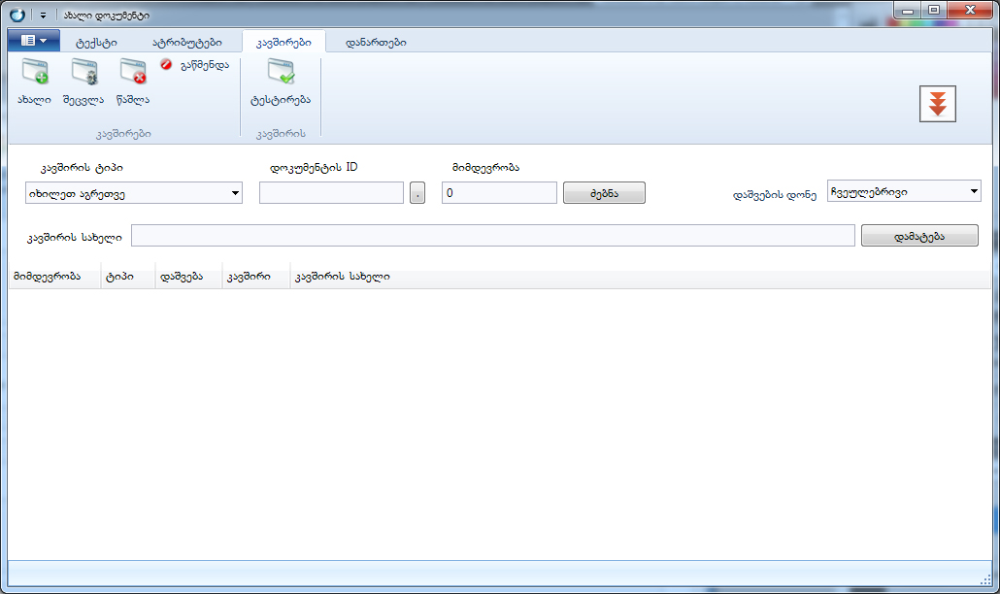 ახალი დოკუმენტი
ტექსტი ატრიბუტები კავშირები დანართები
ახალი შეცვლა წაშლა გაწმენდა ტესტირება
კავშირები კავშირის
კავშირის ტიპი დოკუმენტის ID მიმდევრობა
იხილეთ აგრეთვე . 0 ძებნა დაშვების დონე ჩვეულებრივი
კავშირის სახელი დამატება
მიმდევრობა ტიპი დაშვება კავშირი კავშირის სახელი